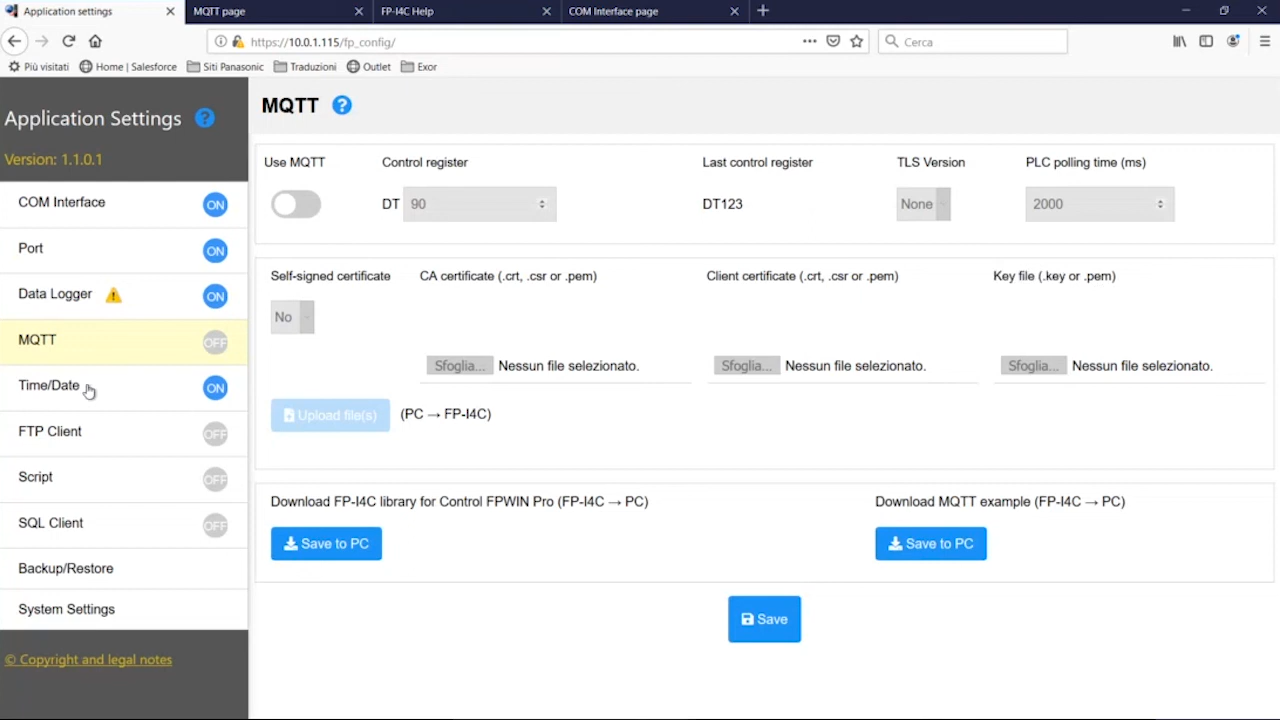 Application settings
MQTT page
FP-I4C Help
COM Interface page
https://10.0.1.115/fp_config/
Cerca
Più visitati
Home | Salesforce
Siti Panasonic
Traduzioni
Outlet
Exor
Application Settings ?
Version: 1.1.0.1
COM Interface ON
Port ON
Data Logger ON
MQTT OFF
Time/Date ON
FTP Client OFF
Script OFF
SQL Client OFF
Backup/Restore
System Settings
© Copyright and legal notes
MQTT ?
Use MQTT Control register Last control register TLS Version PLC polling time (ms)
DT 90 DT123 None 2000
Self-signed certificate CA certificate (.crt, .csr or .pem) Client certificate (.crt, .csr or .pem) Key file (.key or .pem)
No
Sfoglia... Nessun file selezionato. Sfoglia... Nessun file selezionato. Sfoglia... Nessun file selezionato.
Upload file(s) (PC → FP-I4C)
Download FP-I4C library for Control FPWIN Pro (FP-I4C → PC) Download MQTT example (FP-I4C → PC)
Save to PC Save to PC
Save